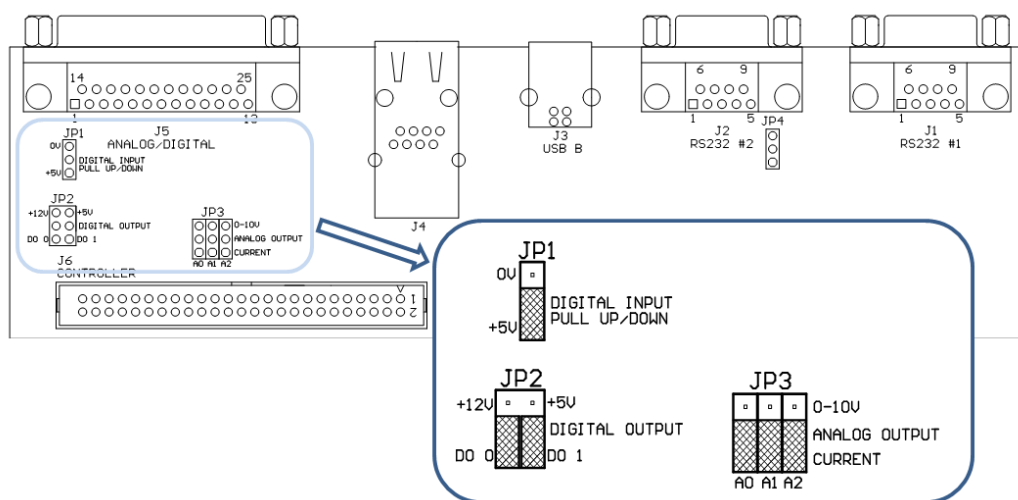 14 25
1 13
J5
ANALOG/DIGITAL
JP1
0V
DIGITAL INPUT
PULL UP/DOWN
+5V
JP2
+12V +5V
DIGITAL OUTPUT
DO 0 DO 1
JP3
0-10V
ANALOG OUTPUT
CURRENT
A0 A1 A2
J6
CONTROLLER
1
2
J4
J3
USB B
6 9
1 5
J2
RS232 #2
JP4
6 9
1 5
J1
RS232 #1
JP1
0V
DIGITAL INPUT
PULL UP/DOWN
+5V
JP2
+12V +5V
DIGITAL OUTPUT
DO 0 DO 1
JP3
0-10V
ANALOG OUTPUT
CURRENT
A0 A1 A2